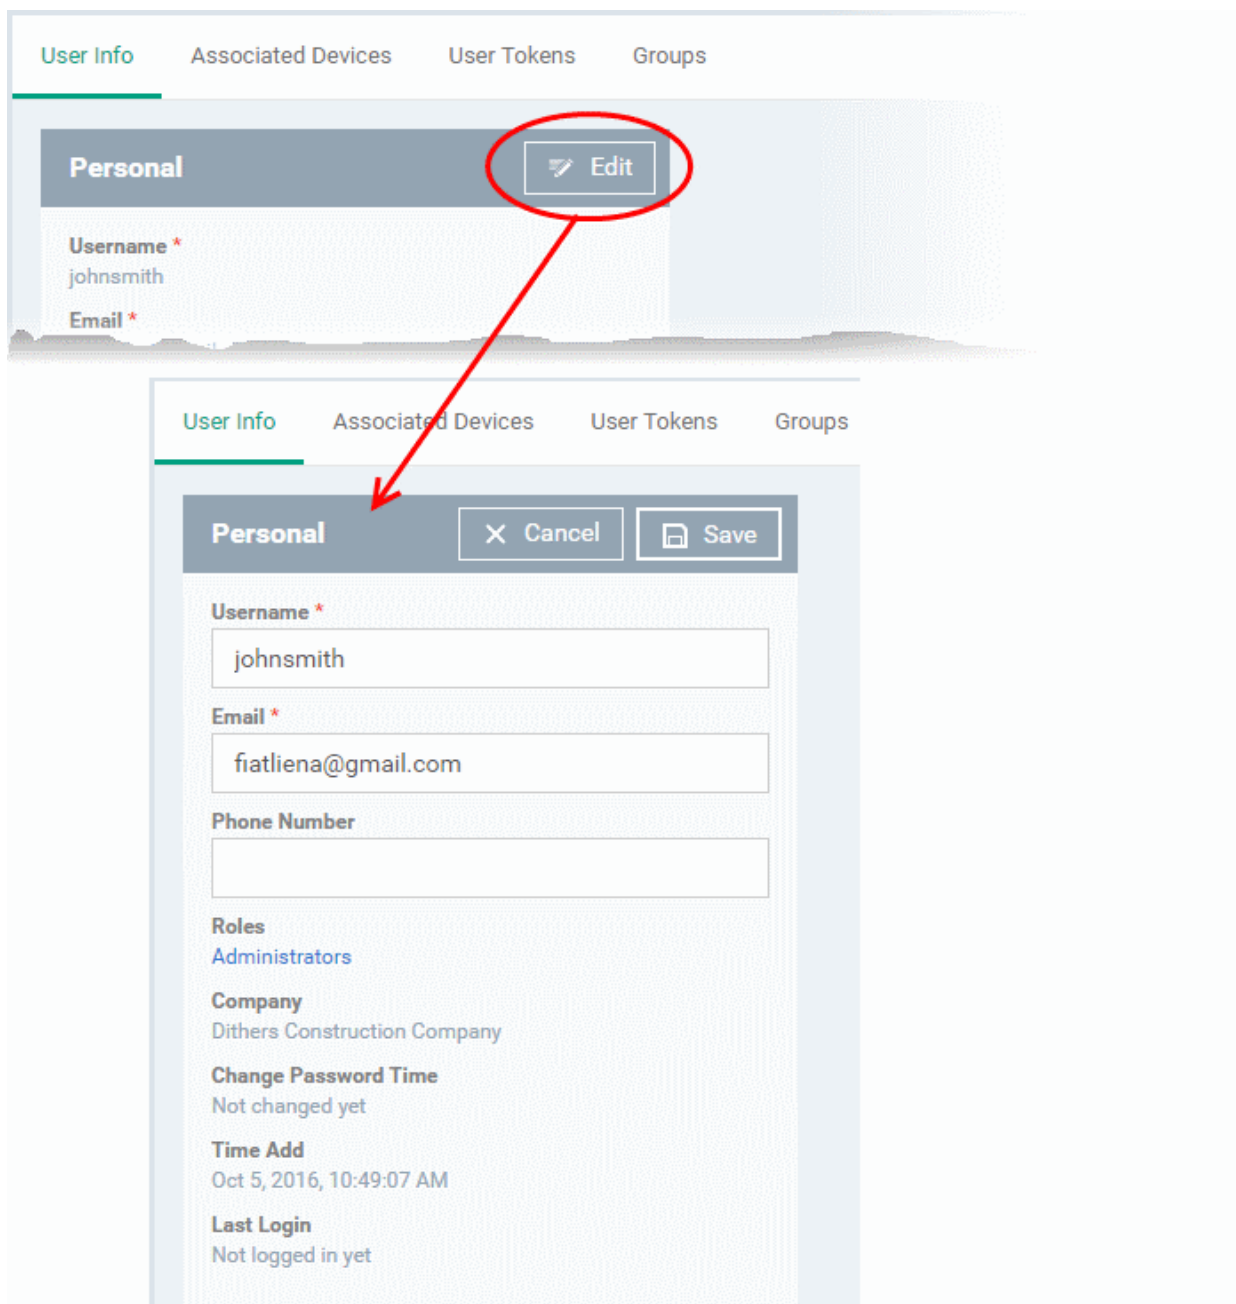 User Info Associated Devices User Tokens Groups
Personal Edit
Username *
johnsmith
Email *
User Info Associated Devices User Tokens Groups
Personal Cancel Save
Username *
johnsmith
Email *
fiatliena@gmail.com
Phone Number
Roles
Administrators
Company
Dithers Construction Company
Change Password Time
Not changed yet
Time Add
Oct 5, 2016, 10:49:07 AM
Last Login
Not logged in yet